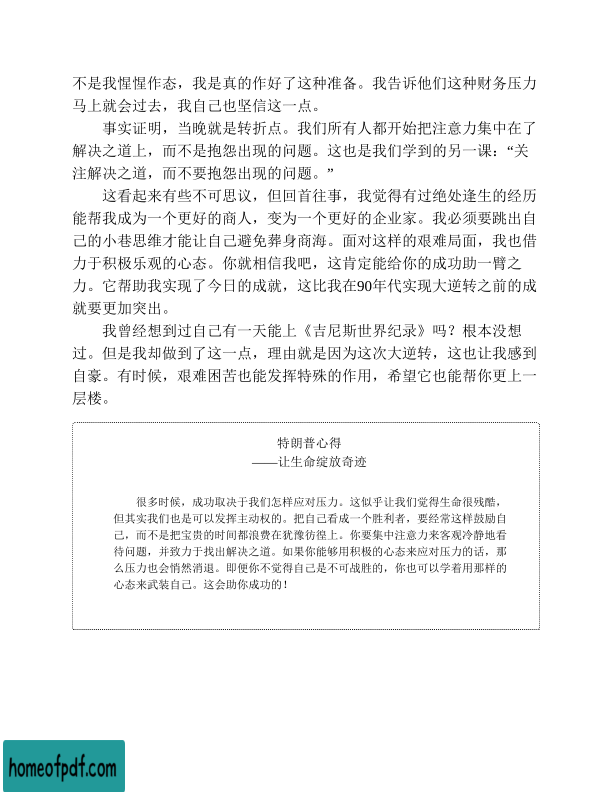 不是我惺惺作态，我是真的作好了这种准备。我告诉他们这种财务压力
马上就会过去，我自己也坚信这一点。
事实证明，当晚就是转折点。我们所有人都开始把注意力集中在了
解决之道上，而不是抱怨出现的问题。这也是我们学到的另一课：“关
注解决之道，而不要抱怨出现的问题。”
这看起来有些不可思议，但回首往事，我觉得有过绝处逢生的经历
能帮我成为一个更好的商人，变为一个更好的企业家。我必须要跳出自
己的小巷思维才能让自己避免葬身商海。面对这样的艰难局面，我也借
力于积极乐观的心态。你就相信我吧，这肯定能给你的成功助一臂之
力。它帮助我实现了今日的成就，这比我在90年代实现大逆转之前的成
就要更加突出。
我曾经想到过自己有一天能上《吉尼斯世界纪录》吗？根本没想
过。但是我却做到了这一点，理由就是因为这次大逆转，这也让我感到
自豪。有时候，艰难困苦也能发挥特殊的作用，希望它也能帮你更上一
层楼。
特朗普心得
——让生命绽放奇迹
很多时候，成功取决于我们怎样应对压力。这似乎让我们觉得生命很残酷，
但其实我们也是可以发挥主动权的。把自己看成一个胜利者，要经常这样鼓励自
己，而不是把宝贵的时间都浪费在犹豫彷徨上。你要集中注意力来客观冷静地看
待问题，并致力于找出解决之道。如果你能够用积极的心态来应对压力的话，那
么压力也会悄然消退。即便你不觉得自己是不可战胜的，你也可以学着用那样的
心态来武装自己。这会助你成功的！
homeofpdf.com